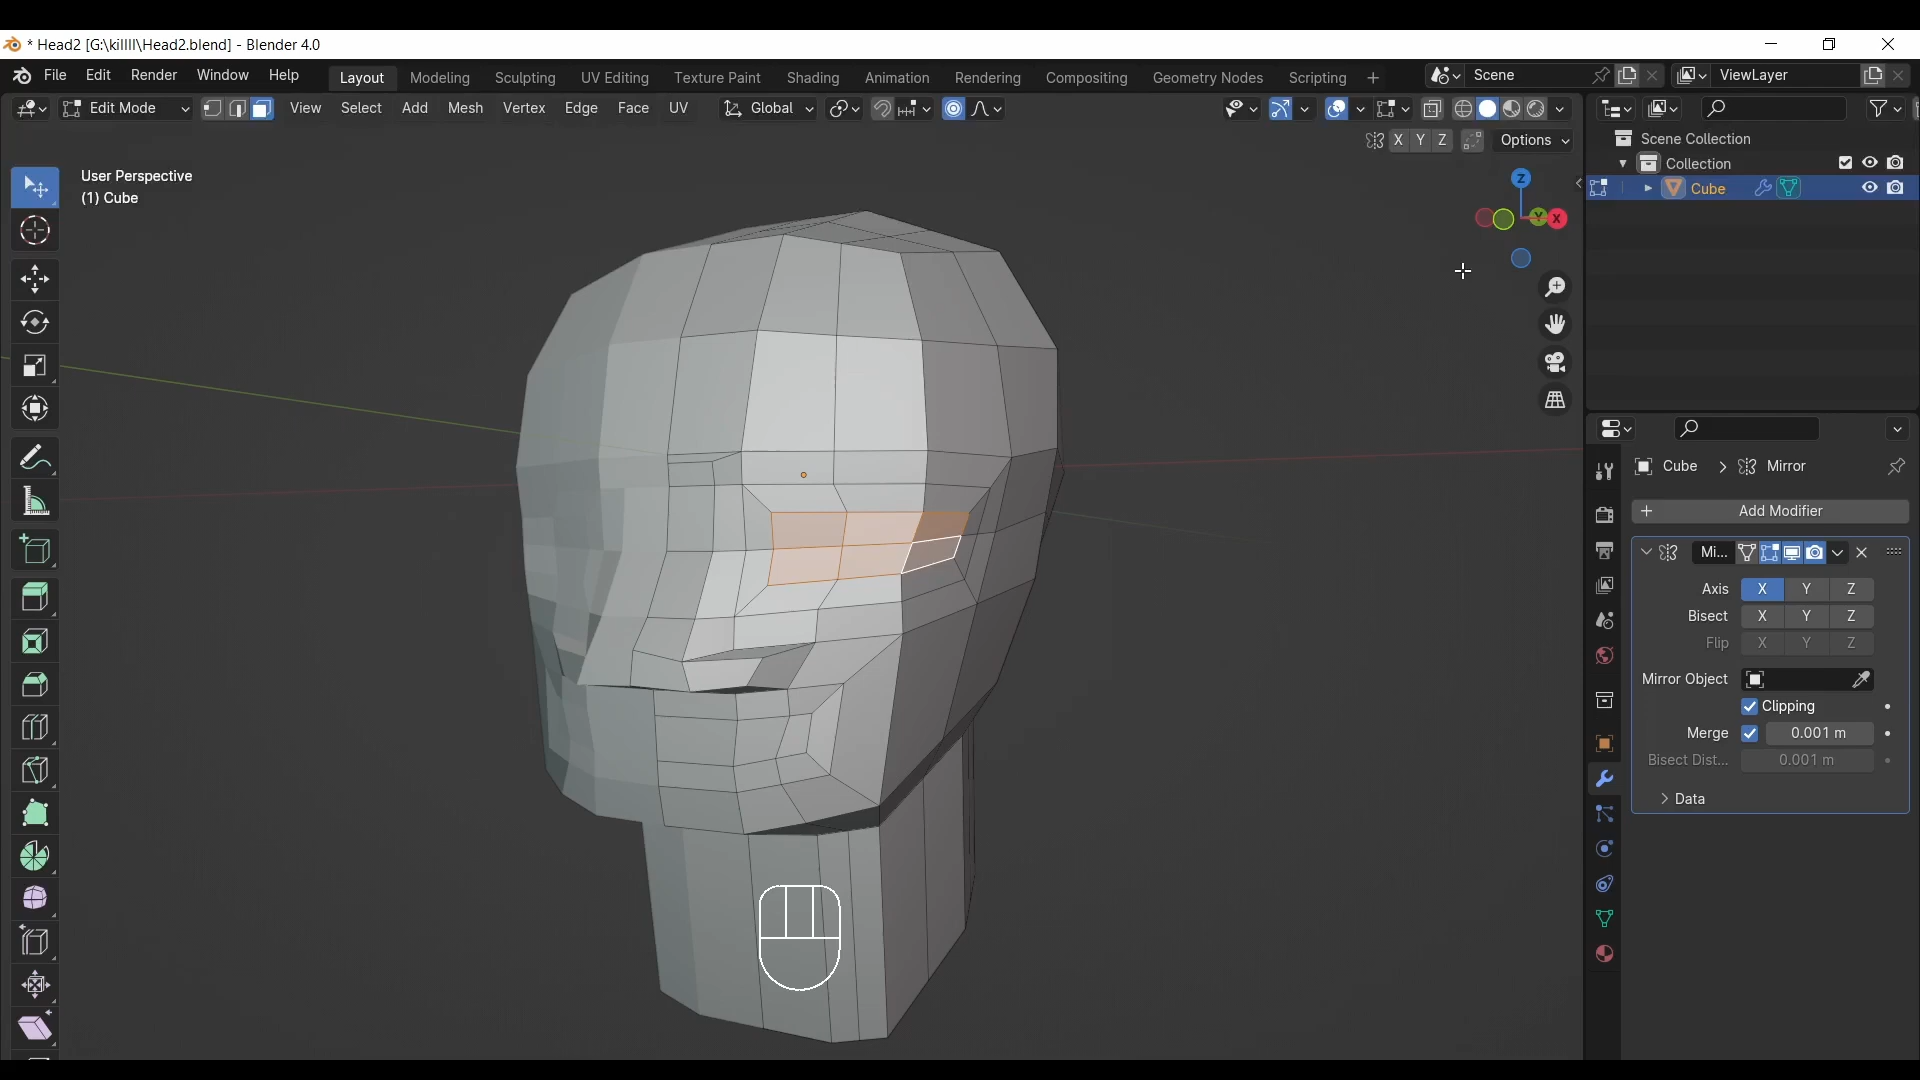 * Head2 [G:\killll\Head2.blend] - Blender 4.0
File Edit Render Window Help Layout Modeling Sculpting UV Editing Texture Paint Shading Animation Rendering Compositing Geometry Nodes Scripting + Scene ViewLayer
Edit Mode View Select Add Mesh Vertex Edge Face UV Global
X Y Z Options
User Perspective
(1) Cube
Z
Y X
Scene Collection
Collection
Cube
Cube > Mirror
+ Add Modifier
Mi...
Axis X Y Z
Bisect X Y Z
Flip X Y Z
Mirror Object
Clipping
Merge 0.001 m
Bisect Dist... 0.001 m
Data